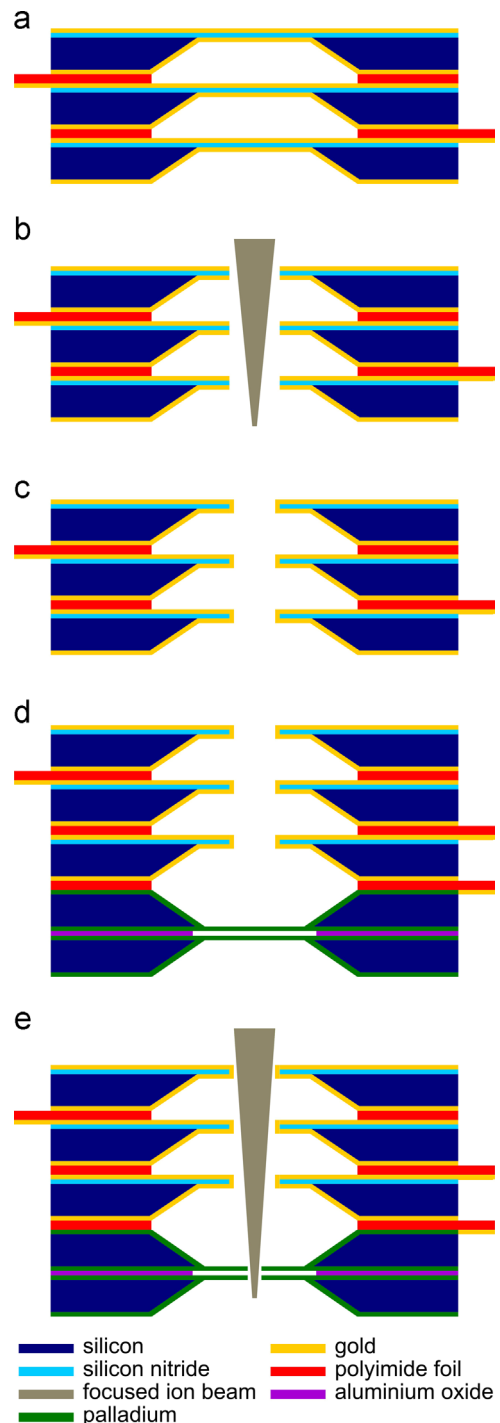 a
b
c
d
e
silicon
gold
silicon nitride
polyimide foil
focused ion beam
aluminium oxide
palladium